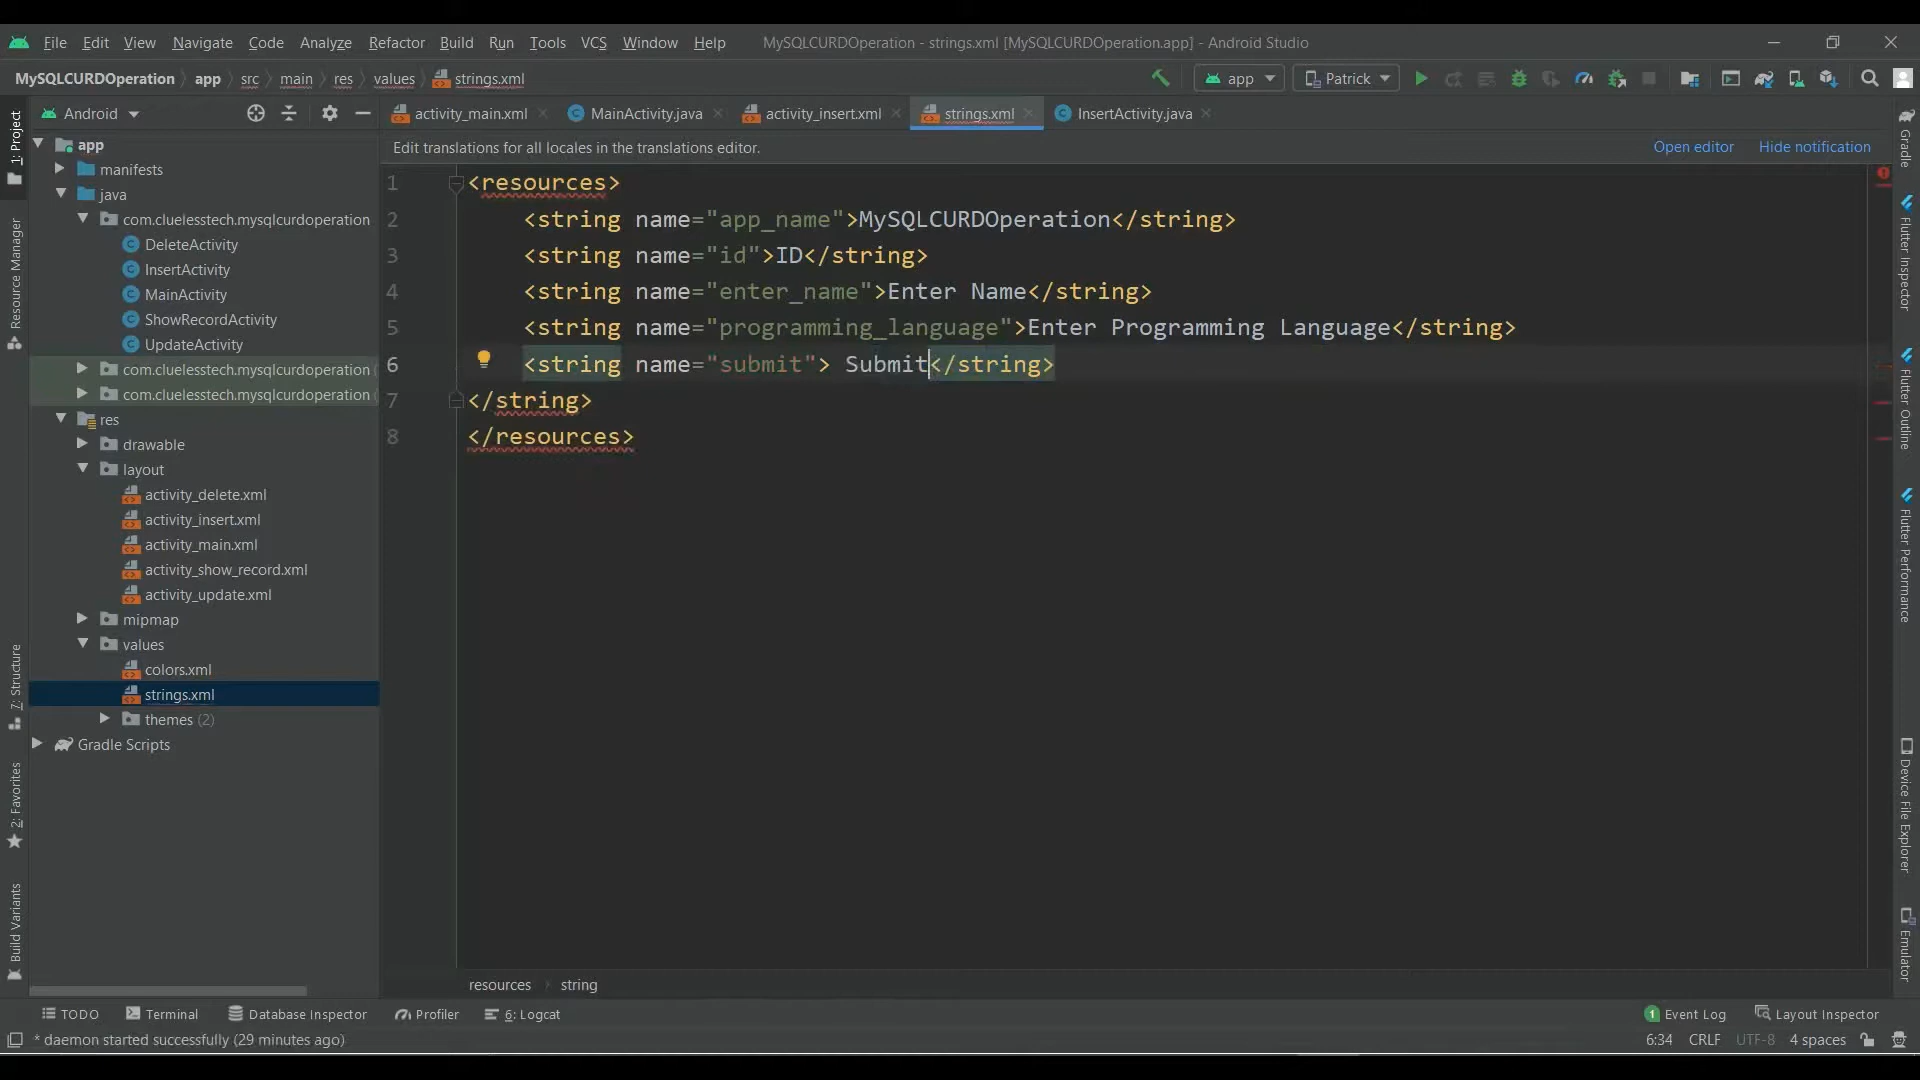 File Edit View Navigate Code Analyze Refactor Build Run Tools VCS Window Help MySQLCURDOperation - strings.xml [MySQLCURDOperation.app] - Android Studio
MySQLCURDOperation app src main res values strings.xml app Patrick
Android
activity_main.xml MainActivity.java activity_insert.xml strings.xml InsertActivity.java
Edit translations for all locales in the translations editor. Open editor Hide notification
1: Project
Resource Manager
7: Structure
2: Favorites
Build Variants
app
manifests
java
com.cluelesstech.mysqlcurdoperation
DeleteActivity
InsertActivity
MainActivity
ShowRecordActivity
UpdateActivity
com.cluelesstech.mysqlcurdoperation
com.cluelesstech.mysqlcurdoperation
res
drawable
layout
activity_delete.xml
activity_insert.xml
activity_main.xml
activity_show_record.xml
activity_update.xml
mipmap
values
colors.xml
strings.xml
themes (2)
Gradle Scripts
1 <resources>
2 <string name="app_name">MySQLCURDOperation</string>
3 <string name="id">ID</string>
4 <string name="enter_name">Enter Name</string>
5 <string name="programming_language">Enter Programming Language</string>
6 <string name="submit"> Submit</string>
7 </string>
8 </resources>
resources string
Gradle
Flutter Inspector
Flutter Outline
Flutter Performance
Device File Explorer
Emulator
TODO Terminal Database Inspector Profiler 6: Logcat 1 Event Log Layout Inspector
* daemon started successfully (29 minutes ago) 6:34 CRLF UTF-8 4 spaces